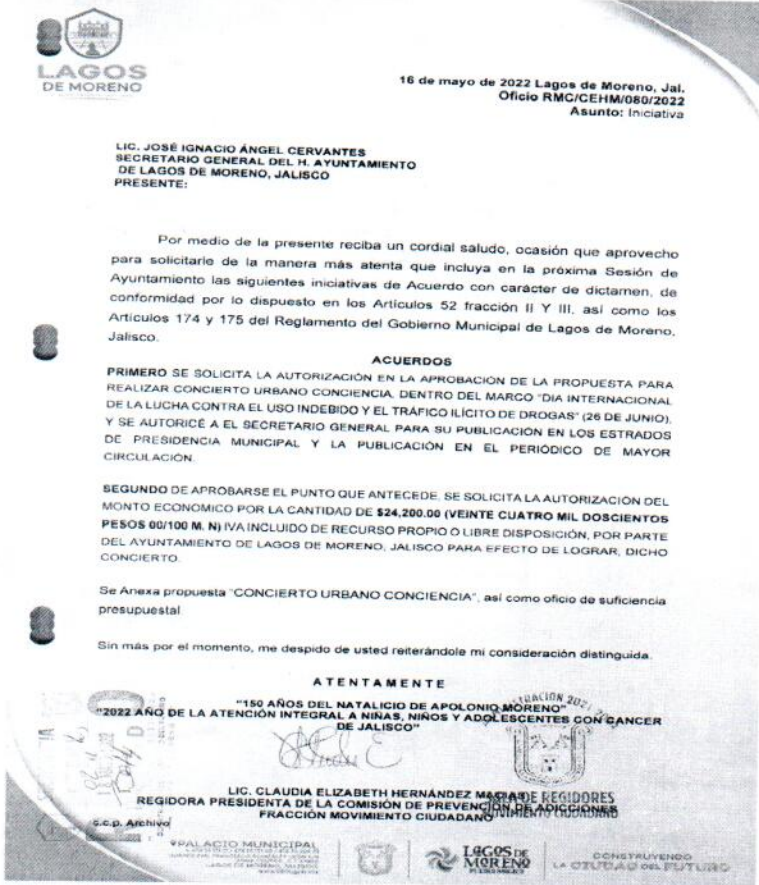 LAGOS
DE MORENO
16 de mayo de 2022 Lagos de Moreno, Jal.
Oficio RMC/CEHM/080/2022
Asunto: Iniciativa
LIC. JOSÉ IGNACIO ÁNGEL CERVANTES
SECRETARIO GENERAL DEL H. AYUNTAMIENTO
DE LAGOS DE MORENO, JALISCO
PRESENTE:
Por medio de la presente reciba un cordial saludo, ocasión que aprovecho
para solicitarle de la manera más atenta que incluya en la próxima Sesión de
Ayuntamiento las siguientes iniciativas de Acuerdo con carácter de dictamen, de
conformidad por lo dispuesto en los Artículos 52 fracción II Y III, así como los
Artículos 174 y 175 del Reglamento del Gobierno Municipal de Lagos de Moreno,
Jalisco.
ACUERDOS
PRIMERO SE SOLICITA LA AUTORIZACIÓN EN LA APROBACIÓN DE LA PROPUESTA PARA
REALIZAR CONCIERTO URBANO CONCIENCIA, DENTRO DEL MARCO "DIA INTERNACIONAL
DE LA LUCHA CONTRA EL USO INDEBIDO Y EL TRÁFICO ILÍCITO DE DROGAS" (26 DE JUNIO),
Y SE AUTORICÉ A EL SECRETARIO GENERAL PARA SU PUBLICACIÓN EN LOS ESTRADOS
DE PRESIDENCIA MUNICIPAL Y LA PUBLICACIÓN EN EL PERIÓDICO DE MAYOR
CIRCULACIÓN.
SEGUNDO DE APROBARSE EL PUNTO QUE ANTECEDE, SE SOLICITA LA AUTORIZACIÓN DEL
MONTO ECONOMICO POR LA CANTIDAD DE $24,200.00 (VEINTE CUATRO MIL DOSCIENTOS
PESOS 00/100 M. N) IVA INCLUIDO DE RECURSO PROPIO O LIBRE DISPOSICIÓN, POR PARTE
DEL AYUNTAMIENTO DE LAGOS DE MORENO, JALISCO PARA EFECTO DE LOGRAR, DICHO
CONCIERTO.
Se Anexa propuesta "CONCIERTO URBANO CONCIENCIA", así como oficio de suficiencia
presupuestal
Sin más por el momento, me despido de usted reiterándole mi consideración distinguida.
ATENTAMENTE
"150 AÑOS DEL NATALICIO DE APOLONIO MORENO"
"2022 AÑO DE LA ATENCIÓN INTEGRAL A NIÑAS, NIÑOS Y ADOLESCENTES CON CANCER
DE JALISCO"
LIC. CLAUDIA ELIZABETH HERNÁNDEZ MACIAS
REGIDORA PRESIDENTA DE LA COMISIÓN DE PREVENCIÓN DE ADICCIONES
FRACCIÓN MOVIMIENTO CIUDADANO
DE REGIDORES
MOVIMIENTO CIUDADANO
c.c.p. Archivo
PALACIO MUNICIPAL
LAGOS DE
MORENO
PUEBLO MÁGICO
CONSTRUYENDO
LA CIUDAD DEL FUTURO